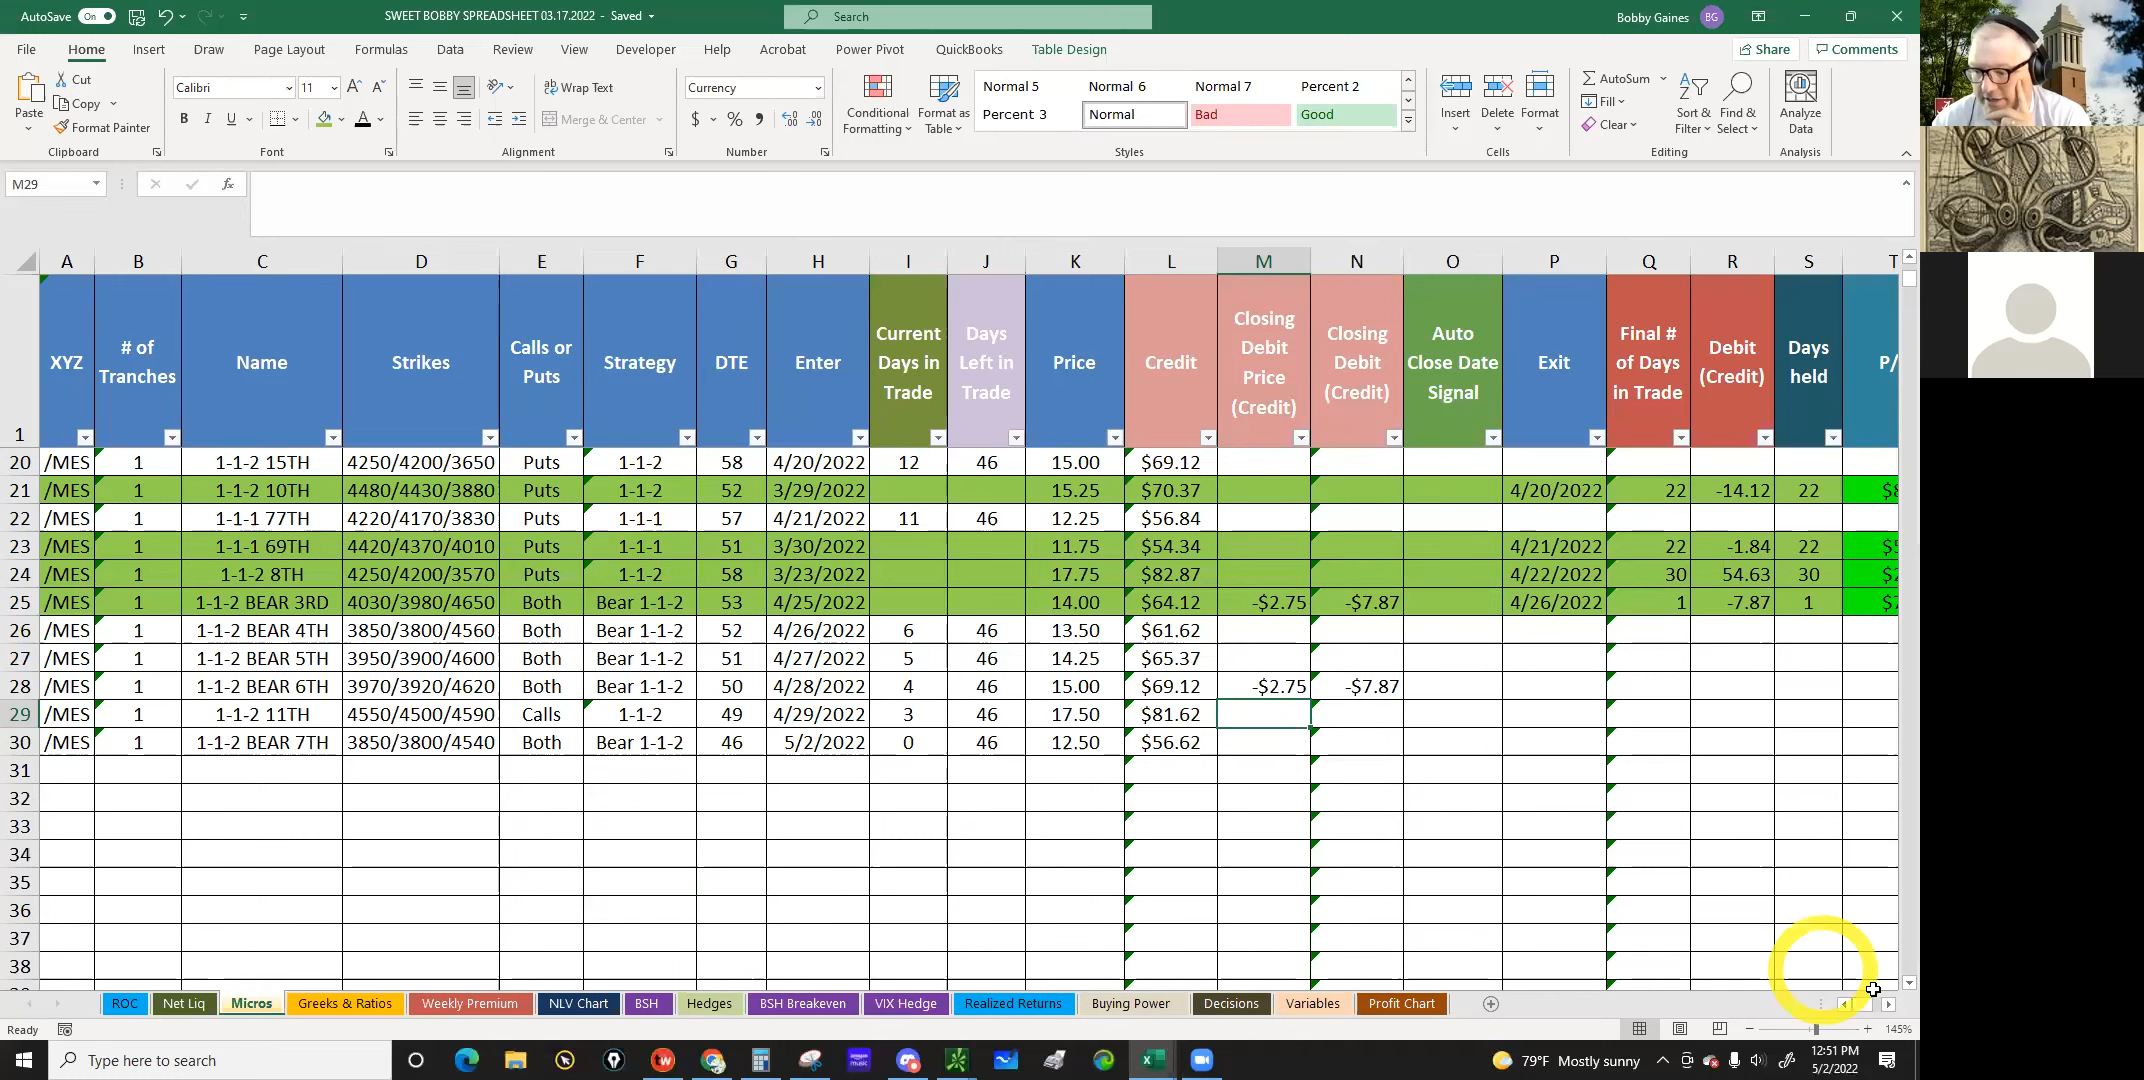 AutoSave On SWEET BOBBY SPREADSHEET 03.17.2022 - Saved Search Bobby Gaines BG
File Home Insert Draw Page Layout Formulas Data Review View Developer Help Acrobat Power Pivot QuickBooks Table Design Share Comments
Paste Cut Copy Format Painter
Calibri 11
Wrap Text
Merge & Center
Currency
Conditional Formatting
Format as Table
Normal 5 Normal 6 Normal 7 Percent 2
Percent 3 Normal Bad Good
Insert Delete Format
AutoSum
Fill
Clear
Sort & Filter
Find & Select
Analyze Data
Clipboard Font Alignment Number Styles Cells Editing Analysis
M29 fx
A B C D E F G H I J K L M N O P Q R S T
1 XYZ # of Tranches Name Strikes Calls or Puts Strategy DTE Enter Current Days in Trade Days Left in Trade Price Credit Closing Debit Price (Credit) Closing Debit (Credit) Auto Close Date Signal Exit Final # of Days in Trade Debit (Credit) Days held P/
20 /MES 1 1-1-2 15TH 4250/4200/3650 Puts 1-1-2 58 4/20/2022 12 46 15.00 $69.12
21 /MES 1 1-1-2 10TH 4480/4430/3880 Puts 1-1-2 52 3/29/2022 15.25 $70.37 4/20/2022 22 -14.12 22
22 /MES 1 1-1-1 77TH 4220/4170/3830 Puts 1-1-1 57 4/21/2022 11 46 12.25 $56.84
23 /MES 1 1-1-1 69TH 4420/4370/4010 Puts 1-1-1 51 3/30/2022 11.75 $54.34 4/21/2022 22 -1.84 22
24 /MES 1 1-1-2 8TH 4250/4200/3570 Puts 1-1-2 58 3/23/2022 17.75 $82.87 4/22/2022 30 54.63 30
25 /MES 1 1-1-2 BEAR 3RD 4030/3980/4650 Both Bear 1-1-2 53 4/25/2022 14.00 $64.12 -$2.75 -$7.87 4/26/2022 1 -7.87 1
26 /MES 1 1-1-2 BEAR 4TH 3850/3800/4560 Both Bear 1-1-2 52 4/26/2022 6 46 13.50 $61.62
27 /MES 1 1-1-2 BEAR 5TH 3950/3900/4600 Both Bear 1-1-2 51 4/27/2022 5 46 14.25 $65.37
28 /MES 1 1-1-2 BEAR 6TH 3970/3920/4620 Both Bear 1-1-2 50 4/28/2022 4 46 15.00 $69.12 -$2.75 -$7.87
29 /MES 1 1-1-2 11TH 4550/4500/4590 Calls 1-1-2 49 4/29/2022 3 46 17.50 $81.62
30 /MES 1 1-1-2 BEAR 7TH 3850/3800/4540 Both Bear 1-1-2 46 5/2/2022 0 46 12.50 $56.62
31
32
33
34
35
36
37
38
ROC Net Liq Micros Greeks & Ratios Weekly Premium NLV Chart BSH Hedges BSH Breakeven VIX Hedge Realized Returns Buying Power Decisions Variables Profit Chart
Ready 145%
Type here to search 79°F Mostly sunny 12:51 PM
5/2/2022